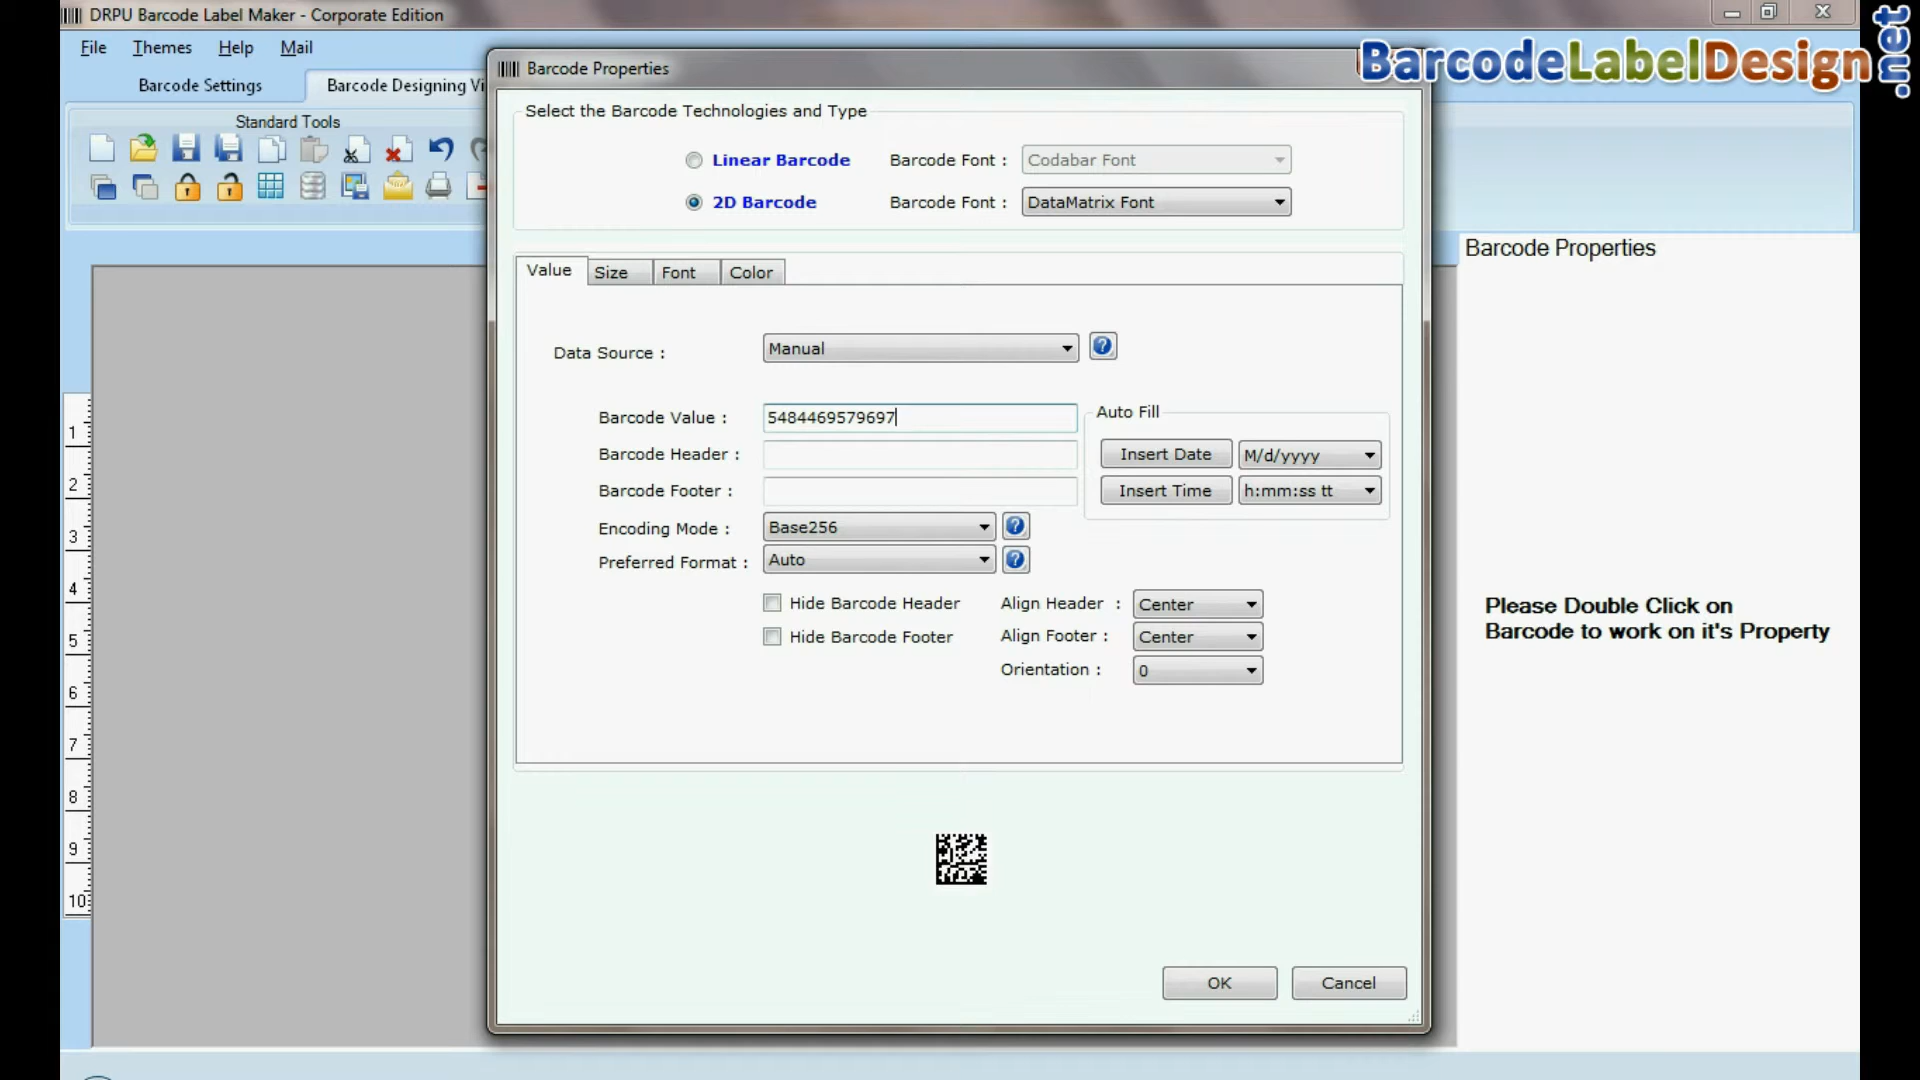 DRPU Barcode Label Maker - Corporate Edition
File Themes Help Mail
BarcodeLabelDesign.net
Barcode Settings Barcode Designing Vi
Standard Tools
Barcode Properties
Select the Barcode Technologies and Type
Linear Barcode Barcode Font : Codabar Font
2D Barcode Barcode Font : DataMatrix Font
Value Size Font Color
Data Source : Manual
Barcode Value : 5484469579697
Barcode Header :
Barcode Footer :
Encoding Mode : Base256
Preferred Format : Auto
Auto Fill
Insert Date M/d/yyyy
Insert Time h:mm:ss tt
Hide Barcode Header Align Header : Center
Hide Barcode Footer Align Footer : Center
Orientation : 0
OK Cancel
Barcode Properties
Please Double Click on
Barcode to work on it's Property
1
2
3
4
5
6
7
8
9
10